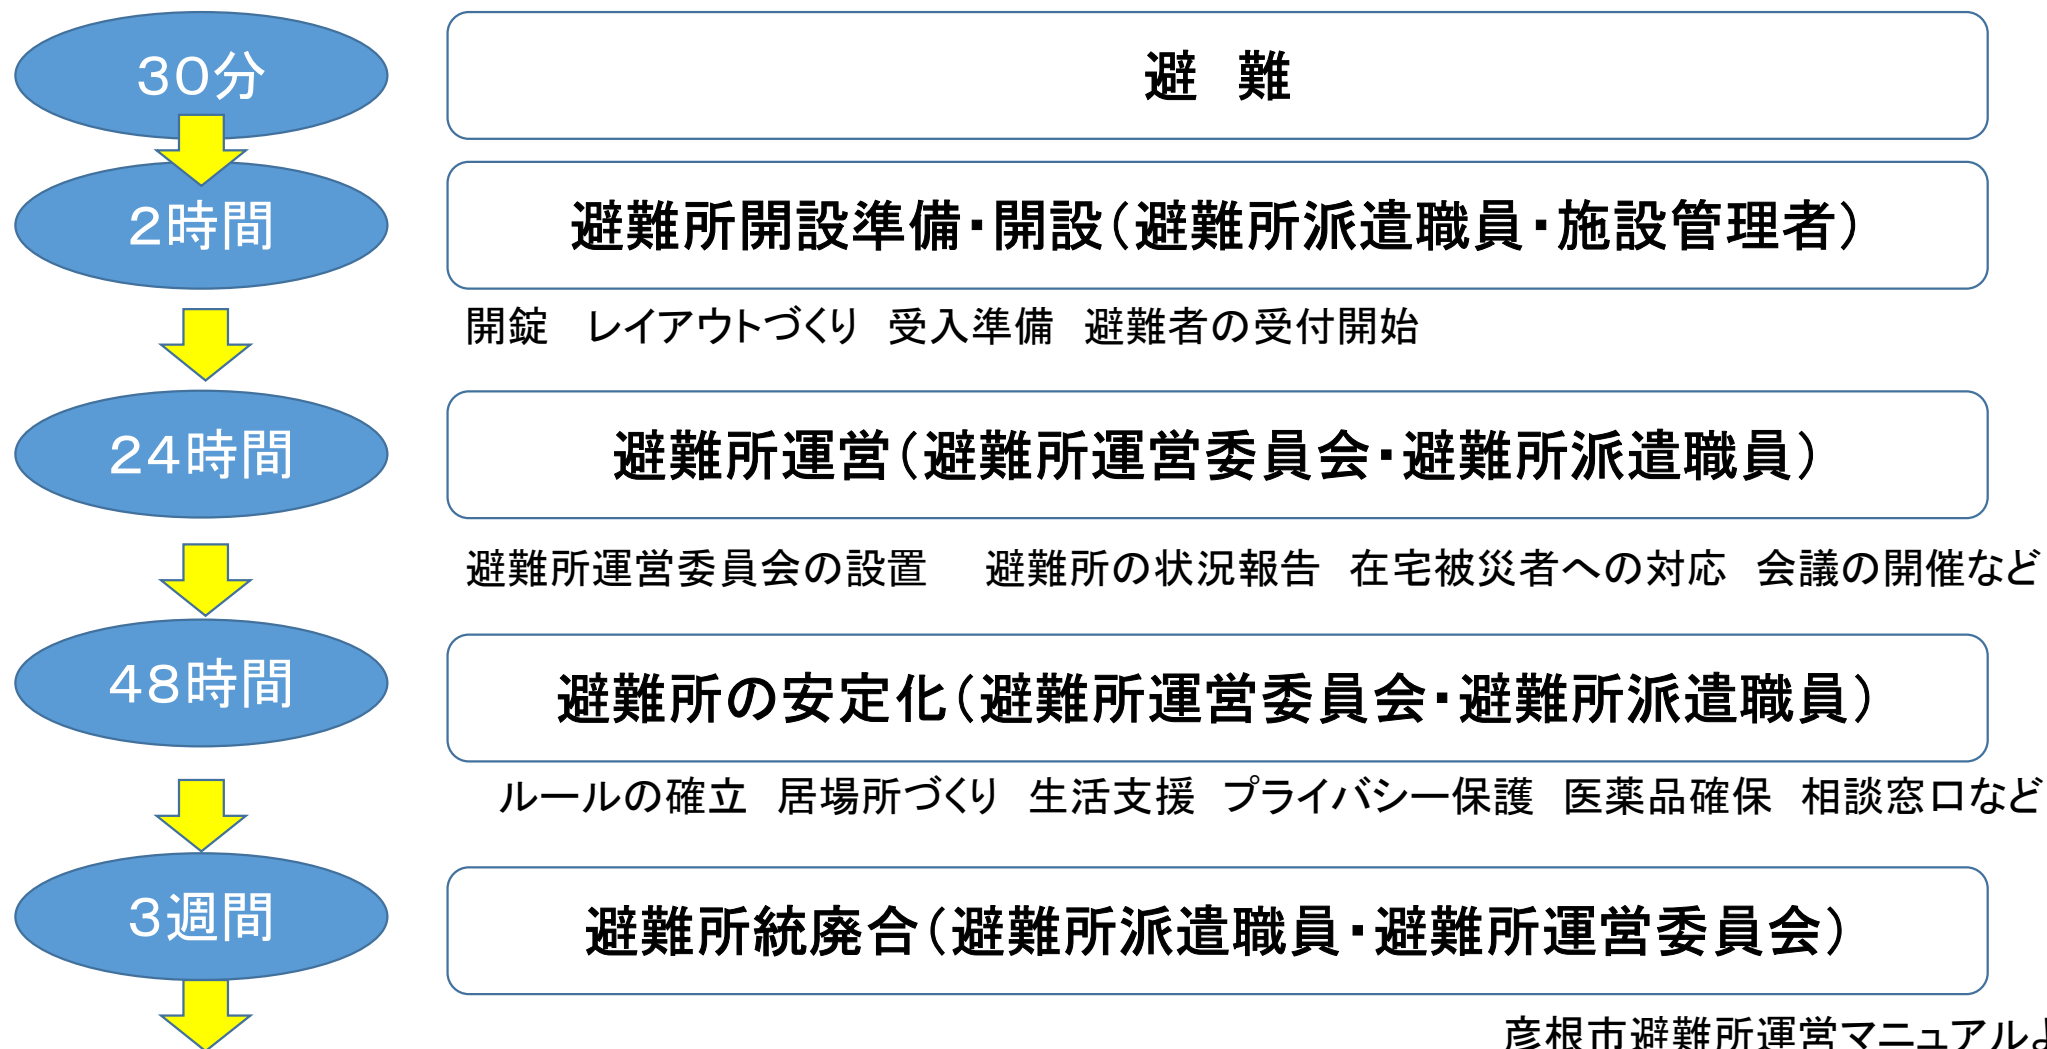 30分
避　難
2時間
避難所開設準備・開設（避難所派遣職員・施設管理者）
開錠　レイアウトづくり　受入準備　避難者の受付開始
24時間
避難所運営（避難所運営委員会・避難所派遣職員）
避難所運営委員会の設置　避難所の状況報告　在宅被災者への対応　会議の開催など
48時間
避難所の安定化（避難所運営委員会・避難所派遣職員）
ルールの確立　居場所づくり　生活支援　プライバシー保護　医薬品確保　相談窓口など
3週間
避難所統廃合（避難所派遣職員・避難所運営委員会）
彦根市避難所運営マニュアルよ